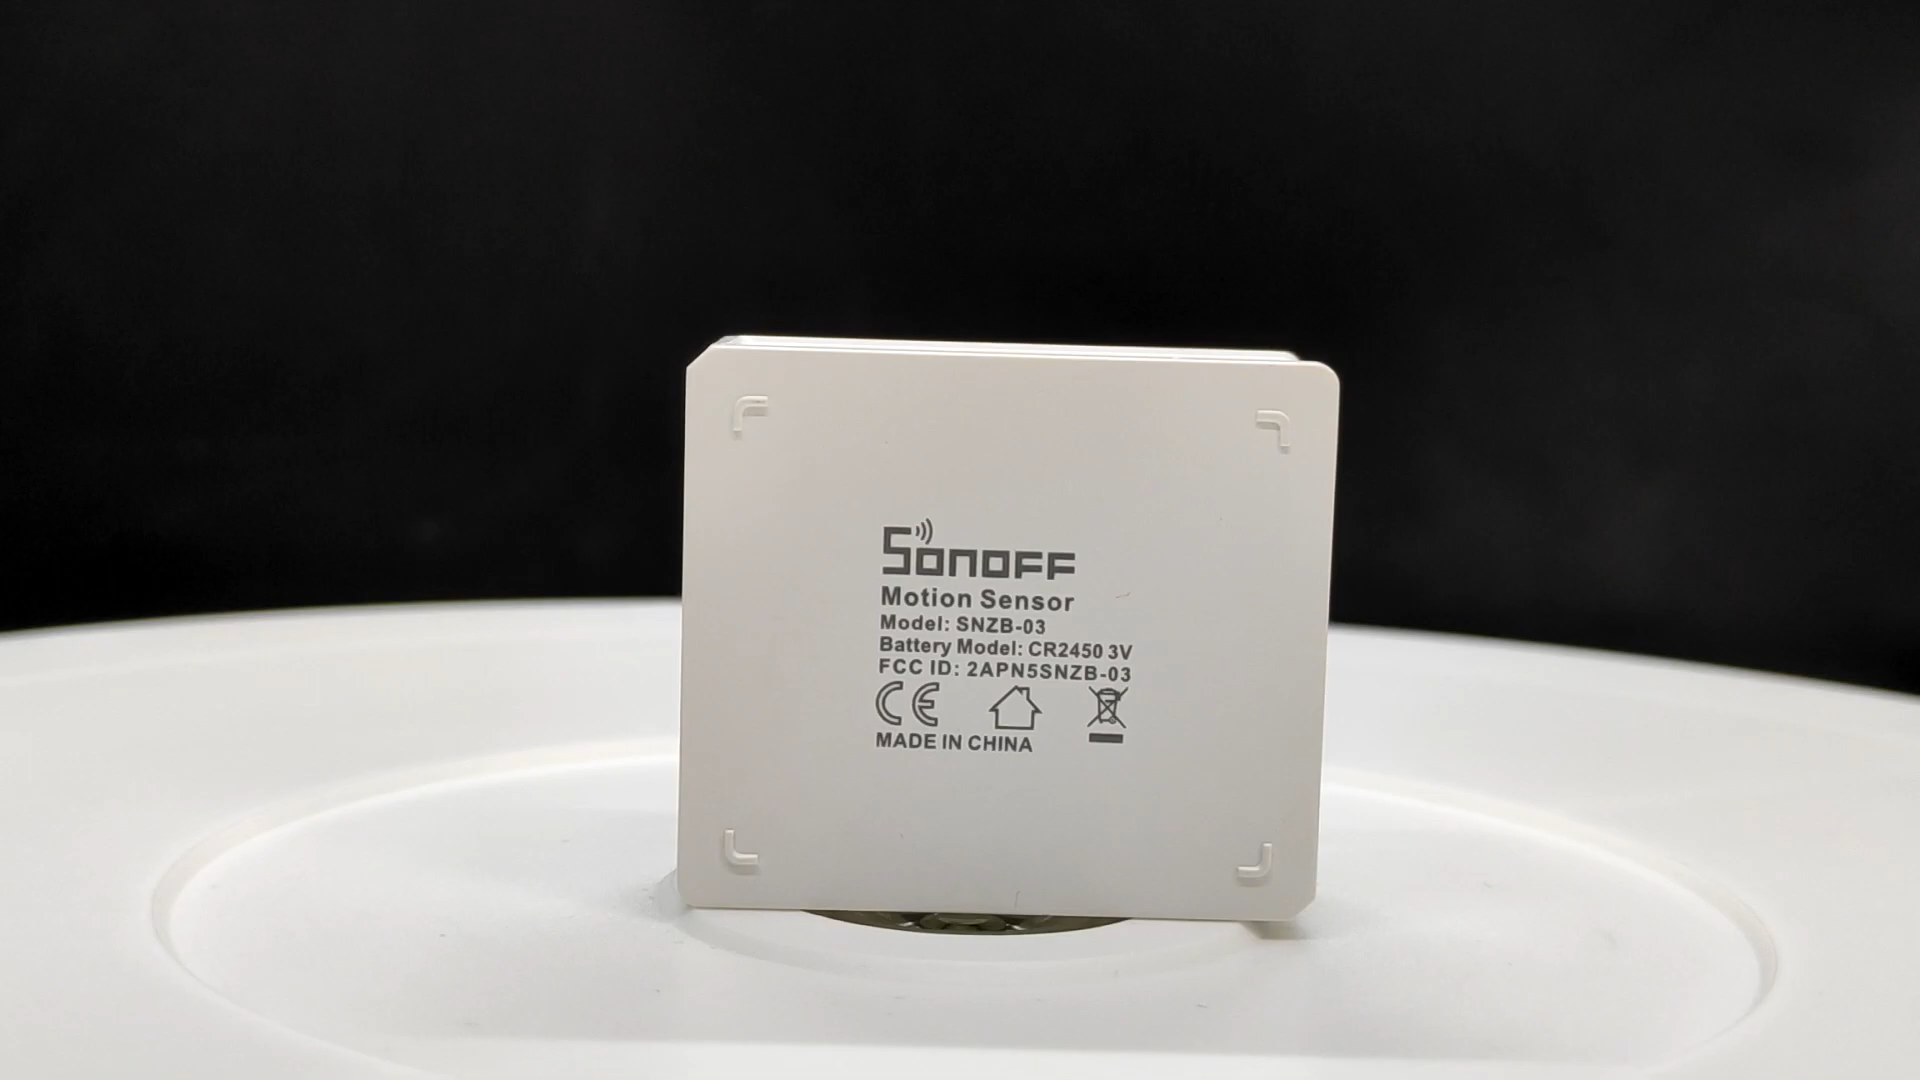 SONOFF
Motion Sensor
Model: SNZB-03
Battery Model: CR2450 3V
FCC ID: 2APN5SNZB-03
CE
MADE IN CHINA